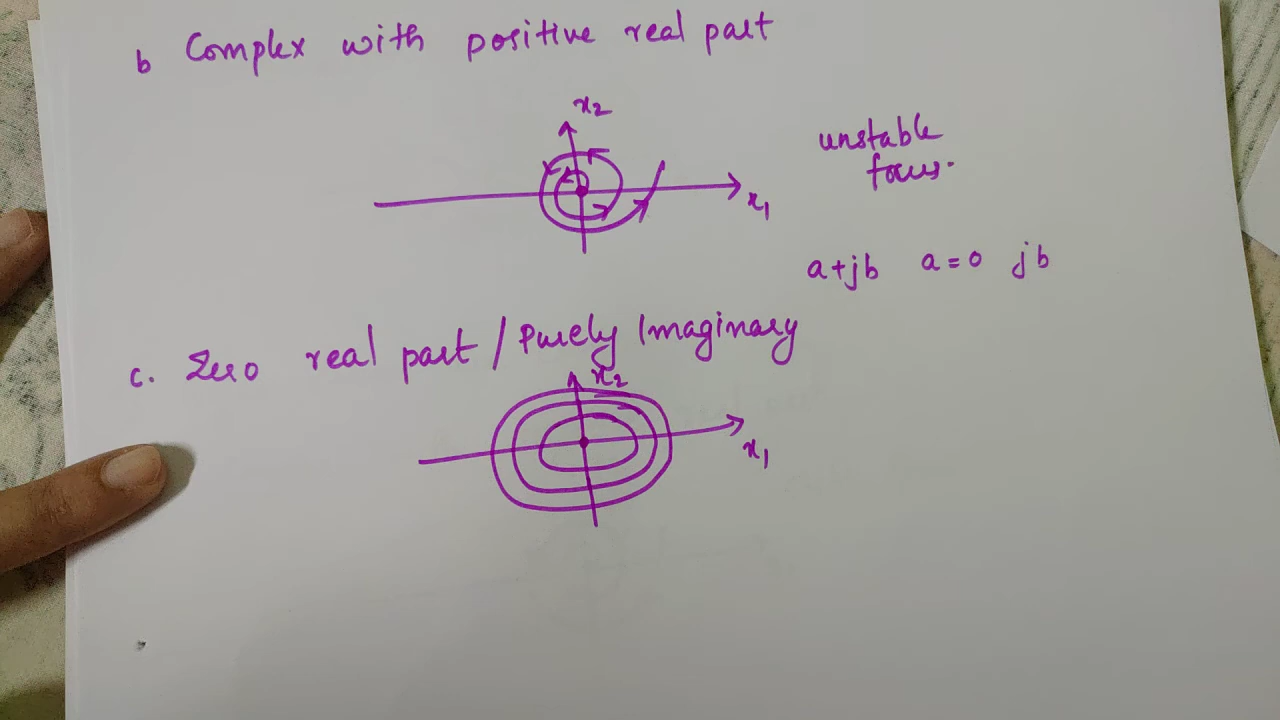 b Complex with positive real part
x2
unstable
focus.
x1
a+jb a=0 jb
c. Zero real part / Purely Imaginary
x2
x1